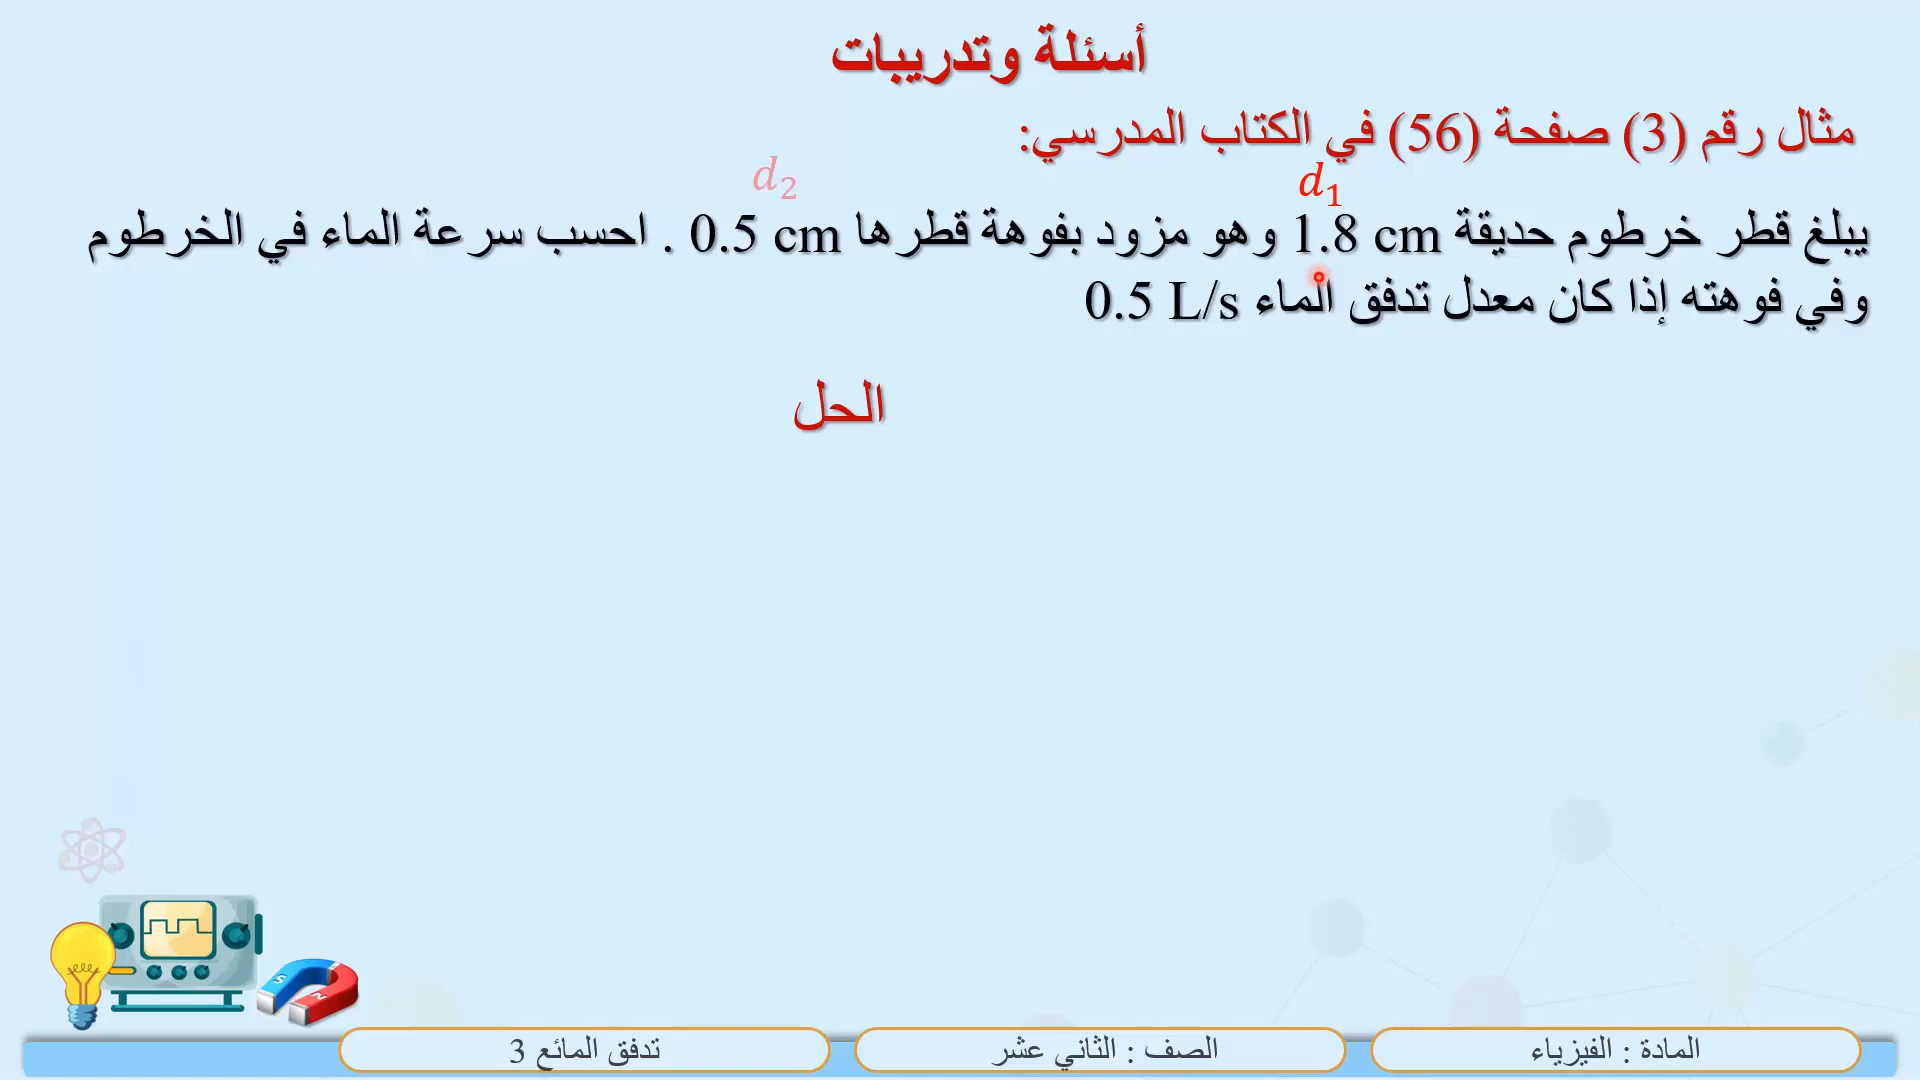 أسئلة وتدريبات
مثال رقم (3) صفحة (56) في الكتاب المدرسي:
d₁ d₂
يبلغ قطر خرطوم حديقة 1.8 cm وهو مزود بفوهة قطرها 0.5 cm . احسب سرعة الماء في الخرطوم
وفي فوهته إذا كان معدل تدفق الماء 0.5 L/s
الحل
S N
المادة : الفيزياء
الصف : الثاني عشر
تدفق المائع 3